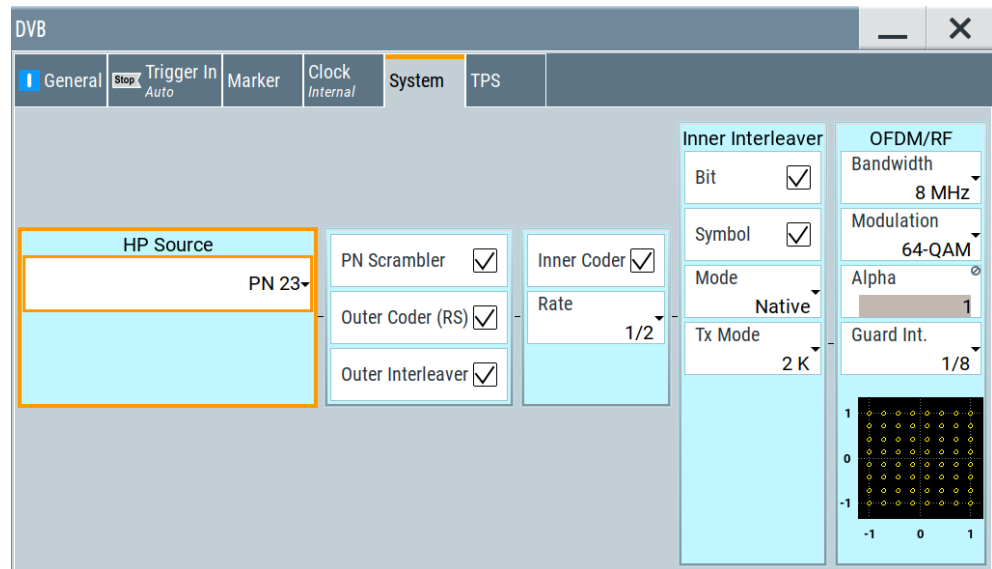 DVB
General
Stop Trigger In
Auto
Marker
Clock
Internal
System
TPS
HP Source
PN 23
PN Scrambler
Outer Coder (RS)
Outer Interleaver
Inner Coder
Rate
1/2
Inner Interleaver
Bit
Symbol
Mode
Native
Tx Mode
2 K
OFDM/RF
Bandwidth
8 MHz
Modulation
64-QAM
Alpha
1
Guard Int.
1/8
1
0
-1
-1 0 1